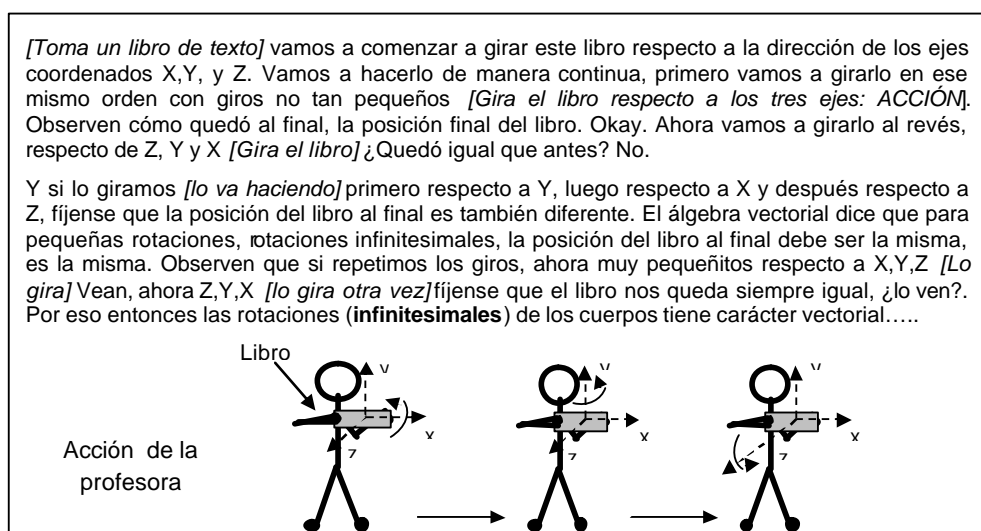 [Toma un libro de texto] vamos a comenzar a girar este libro respecto a la dirección de los ejes
coordenados X,Y, y Z. Vamos a hacerlo de manera continua, primero vamos a girarlo en ese
mismo orden con giros no tan pequeños [Gira el libro respecto a los tres ejes: ACCIÓN].
Observen cómo quedó al final, la posición final del libro. Okay. Ahora vamos a girarlo al revés,
respecto de Z, Y y X [Gira el libro] ¿Quedó igual que antes? No.
Y si lo giramos [lo va haciendo] primero respecto a Y, luego respecto a X y después respecto a
Z, fíjense que la posición del libro al final es también diferente. El álgebra vectorial dice que para
pequeñas rotaciones, rotaciones infinitesimales, la posición del libro al final debe ser la misma,
es la misma. Observen que si repetimos los giros, ahora muy pequeñitos respecto a X,Y,Z [Lo
gira] Vean, ahora Z,Y,X [lo gira otra vez] fíjense que el libro nos queda siempre igual, ¿lo ven?.
Por eso entonces las rotaciones (infinitesimales) de los cuerpos tiene carácter vectorial.....
Libro
Y Y Y
X X X
Z Z Z
Acción de la
profesora